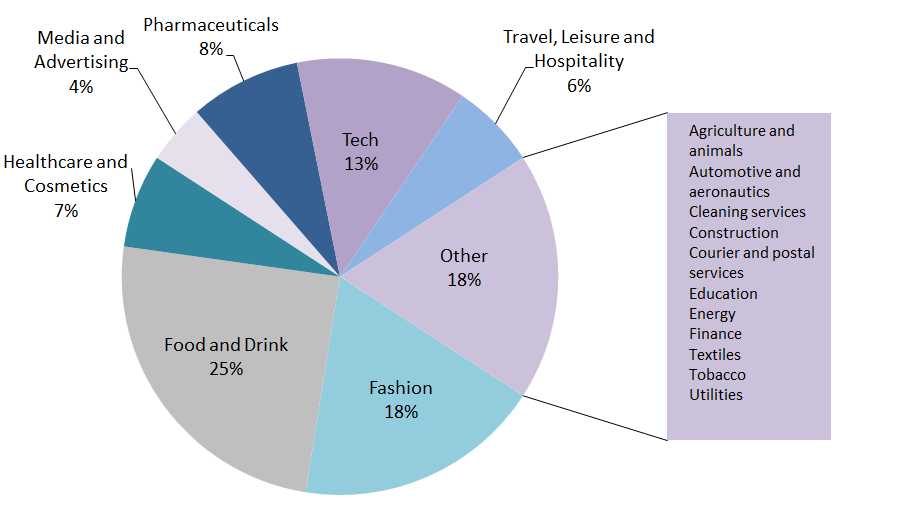 Pharmaceuticals
8%
Media and
Advertising
4%
Travel, Leisure and
Hospitality
6%
Tech
13%
Healthcare and
Cosmetics
7%
Other
18%
Food and Drink
25%
Fashion
18%
Agriculture and
animals
Automotive and
aeronautics
Cleaning services
Construction
Courier and postal
services
Education
Energy
Finance
Textiles
Tobacco
Utilities